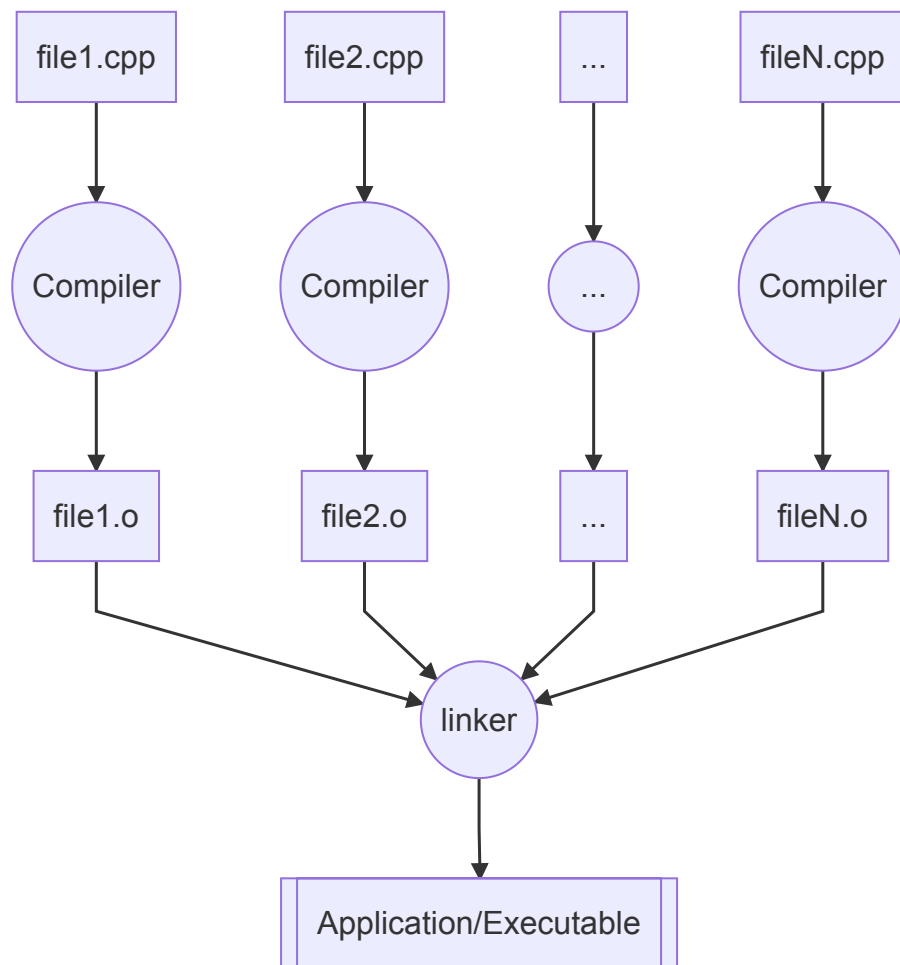 file1.cpp
file2.cpp
...
fileN.cpp
Compiler
Compiler
...
Compiler
file1.o
file2.o
...
fileN.o
linker
Application/Executable